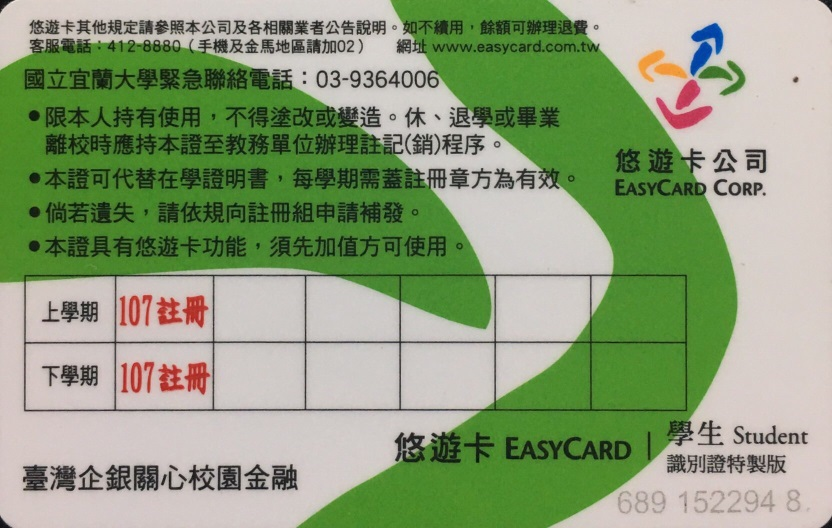 悠遊卡其他規定請參照本公司及各相關業者公告說明。如不續用，餘額可辦理退費。
客服電話：412-8880（手機及金馬地區請加02） 網址 www.easycard.com.tw
國立宜蘭大學緊急聯絡電話：03-9364006
●限本人持有使用，不得塗改或變造。休、退學或畢業
離校時應持本證至教務單位辦理註記(銷)程序。
●本證可代替在學證明書，每學期需蓋註冊章方為有效。
●倘若遺失，請依規向註冊組申請補發。
●本證具有悠遊卡功能，須先加值方可使用。
悠遊卡公司
EASYCARD CORP.
上學期 107註冊
下學期 107註冊
悠遊卡 EASYCARD | 學生 Student
識別證特製版
臺灣企銀關心校園金融
689 152294 8.